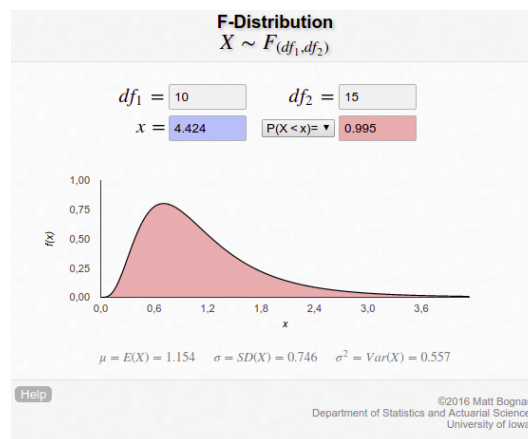 F-Distribution
X ∼ F(df₁,df₂)
df₁ = 10 df₂ = 15
x = 4.424 P(X < x)= ▼ 0.995
1,00
0,75
0,50
0,25
0,00
f(x)
0,0 0,6 1,2 1,8 2,4 3,0 3,6
x
μ = E(X) = 1.154 σ = SD(X) = 0.746 σ² = Var(X) = 0.557
Help
©2016 Matt Bogna
Department of Statistics and Actuarial Science
University of Iowa